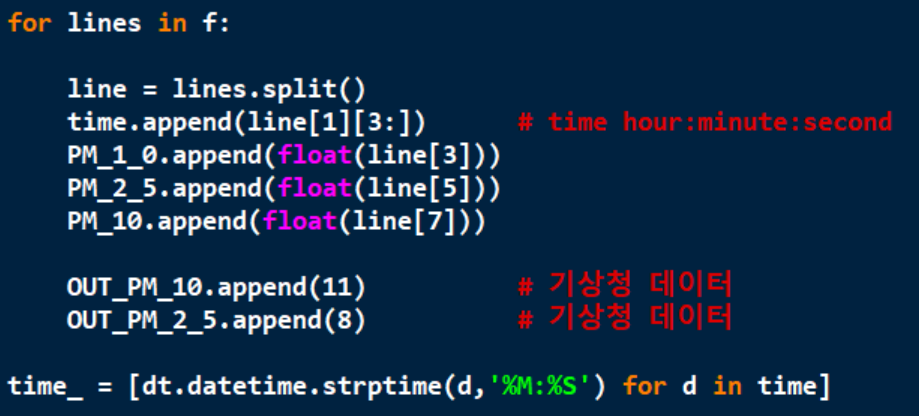 for lines in f:
line = lines.split()
time.append(line[1][3:]) # time hour:minute:second
PM_1_0.append(float(line[3]))
PM_2_5.append(float(line[5]))
PM_10.append(float(line[7]))
OUT_PM_10.append(11) # 기상청 데이터
OUT_PM_2_5.append(8) # 기상청 데이터
time_ = [dt.datetime.strptime(d,'%M:%S') for d in time]